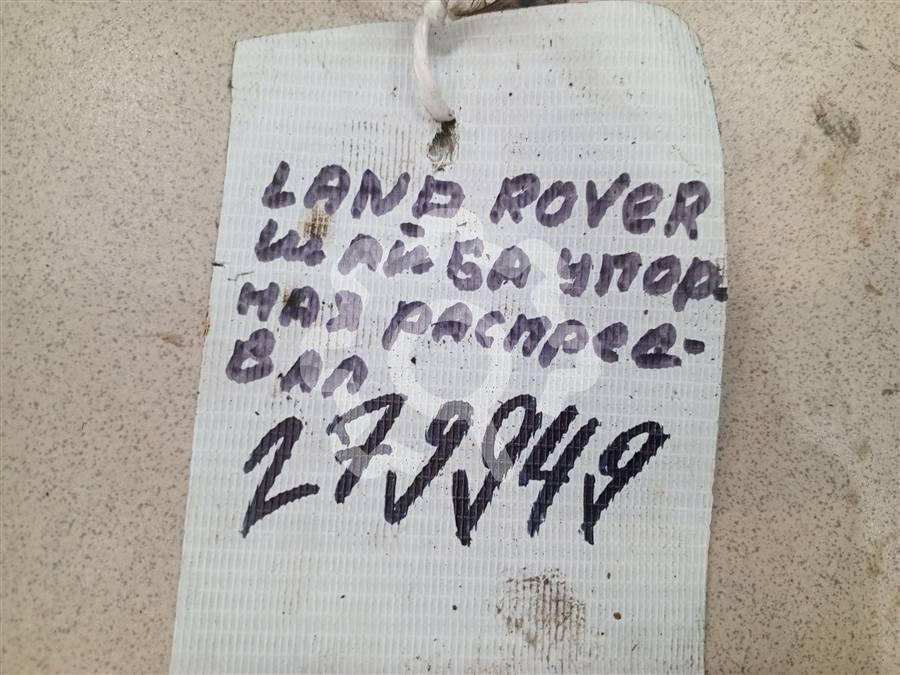 LAND ROVER
ШАЙБА УПОР
НАЯ РАСПРЕД-
ВАЛ
279949